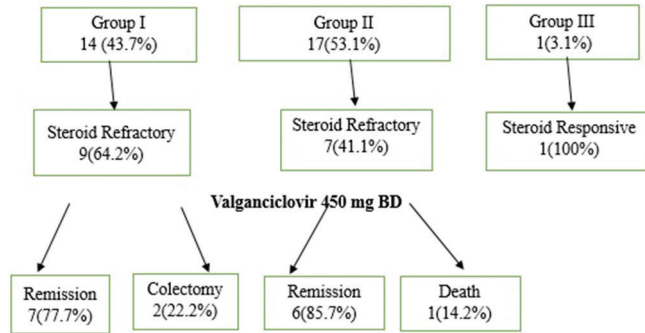 Group I
14 (43.7%)
Group II
17(53.1%)
Group III
1(3.1%)
Steroid Refractory
9(64.2%)
Steroid Refractory
7(41.1%)
Steroid Responsive
1(100%)
Valganciclovir 450 mg BD
Remission
7(77.7%)
Colectomy
2(22.2%)
Remission
6(85.7%)
Death
1(14.2%)